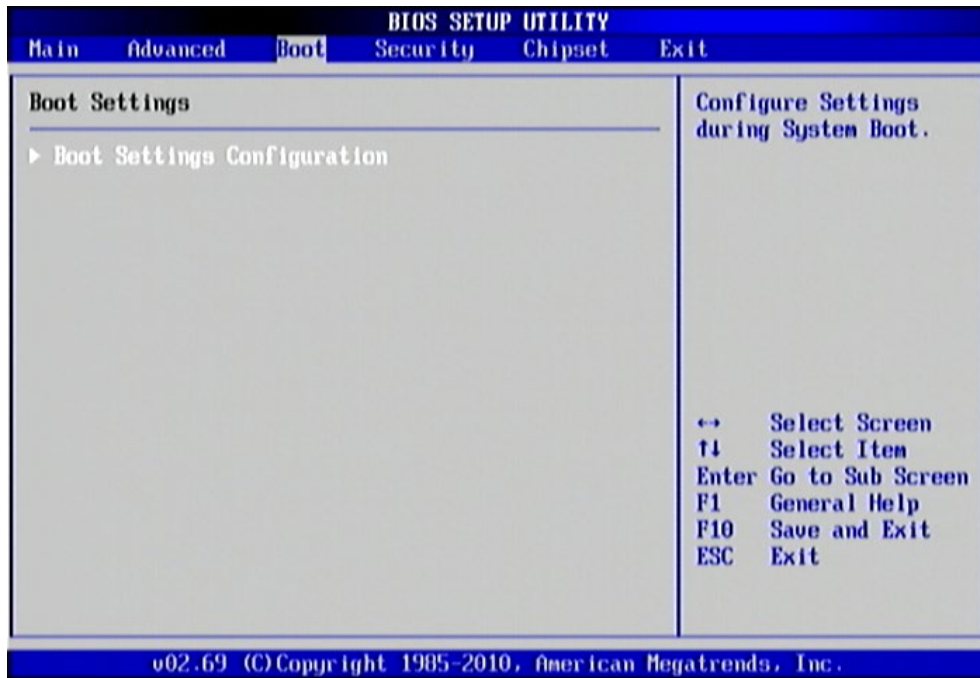 BIOS SETUP UTILITY
Main Advanced Boot Security Chipset Exit
Boot Settings
Boot Settings Configuration
Configure Settings
during System Boot.
↔ Select Screen
↑↓ Select Item
Enter Go to Sub Screen
F1 General Help
F10 Save and Exit
ESC Exit
v02.69 (C)Copyright 1985-2010, American Megatrends, Inc.